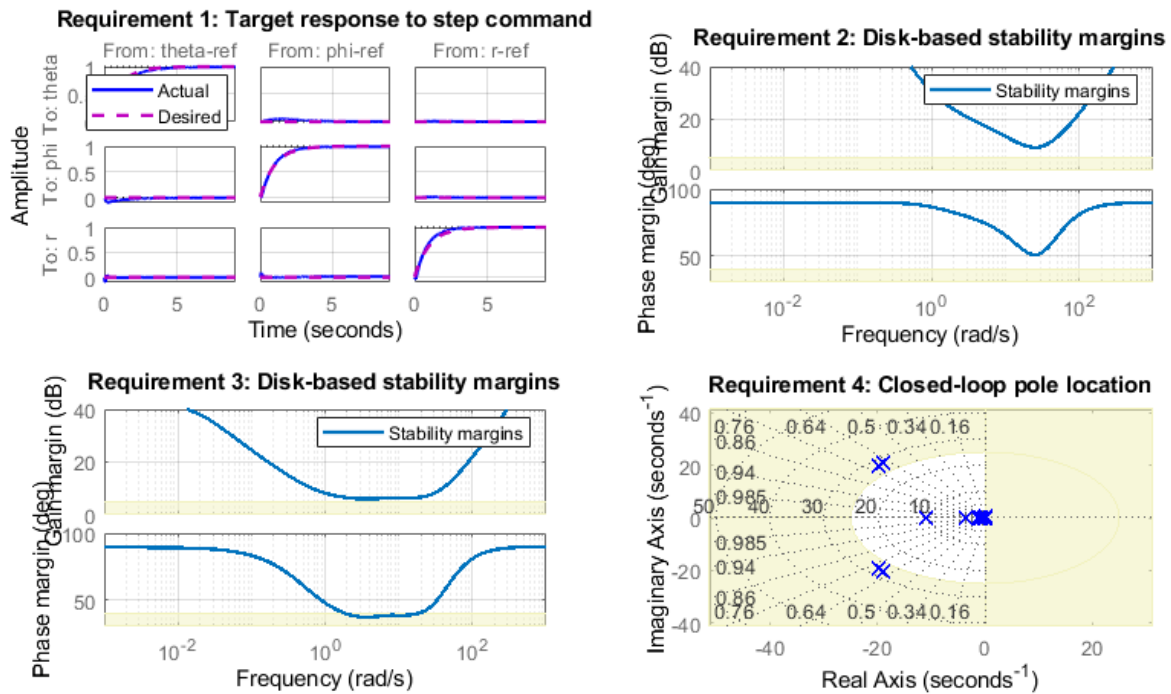 Requirement 1: Target response to step command
From: theta-ref
From: phi-ref
From: r-ref
To: theta
1
0.
Actual
Desired
To: phi
1
0.5
0
To: r
1
0.5
0
Amplitude
0
5
0
5
0
5
Time (seconds)
Requirement 2: Disk-based stability margins
Gain margin (dB)
40
20
0
Stability margins
Phase margin (deg)
100
50
10-2
100
102
Frequency (rad/s)
Requirement 3: Disk-based stability margins
Gain margin (dB)
40
20
0
Stability margins
Phase margin (deg)
100
50
10-2
100
102
Frequency (rad/s)
Requirement 4: Closed-loop pole location
Imaginary Axis (seconds-1)
40
20
0
-20
-40
0.76
0.64
0.5
0.34
0.16
0.86
0.94
0.985
50
40
30
20
10
0.985
0.94
0.86
0.76
0.64
0.5
0.34
0.16
-40
-20
0
20
Real Axis (seconds-1)